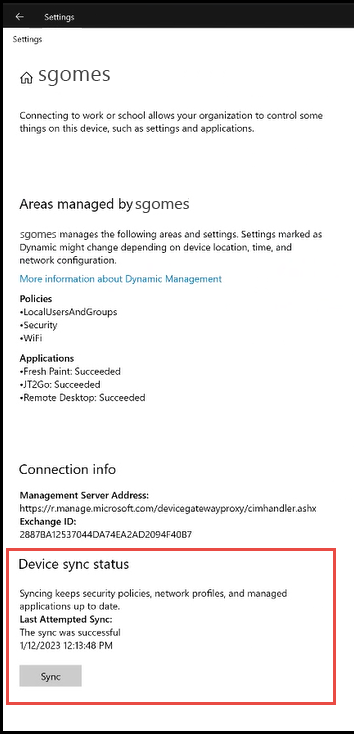 Settings
Settings
sgomes
Connecting to work or school allows your organization to control some
things on this device, such as settings and applications.
Areas managed by sgomes
sgomes manages the following areas and settings. Settings marked as
Dynamic might change depending on device location, time, and
network configuration.
More information about Dynamic Management
Policies
•LocalUsersAndGroups
•Security
•WiFi
Applications
•Fresh Paint: Succeeded
•JT2Go: Succeeded
•Remote Desktop: Succeeded
Connection info
Management Server Address:
https://r.manage.microsoft.com/devicegatewayproxy/cimhandler.ashx
Exchange ID:
2887BA12537044DA74EA2AD2094F40B7
Device sync status
Syncing keeps security policies, network profiles, and managed
applications up to date.
Last Attempted Sync:
The sync was successful
1/12/2023 12:13:48 PM
Sync